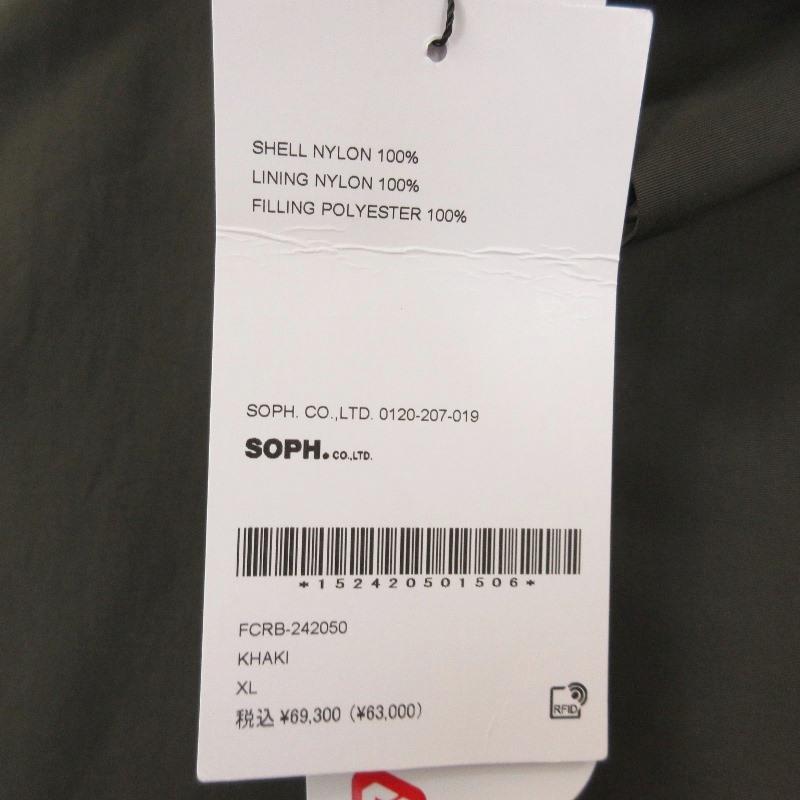 SHELL NYLON 100%
LINING NYLON 100%
FILLING POLYESTER 100%
SOPH. CO.,LTD. 0120-207-019
SOPH. CO.,LTD.
*152420501506*
FCRB-242050
KHAKI
XL
税込 ¥69,300 (¥63,000)
RFID